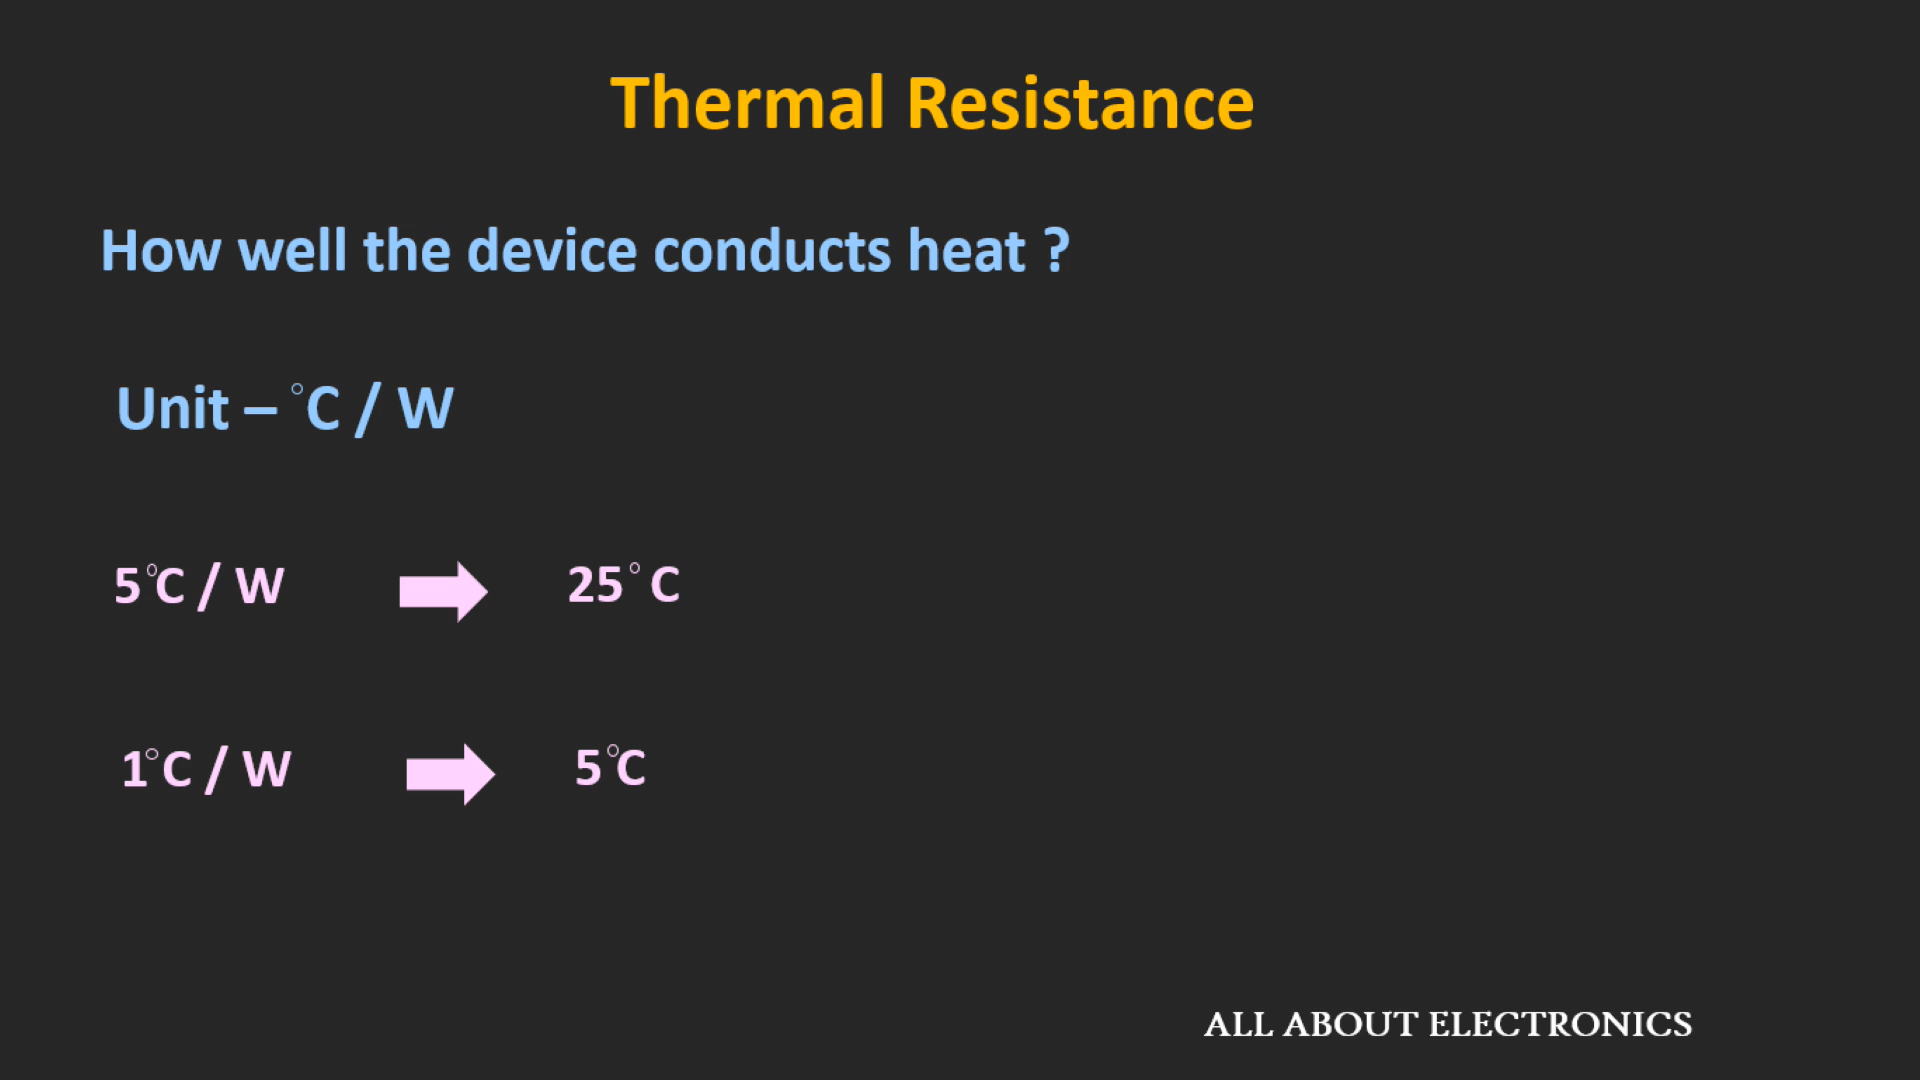 Thermal Resistance
How well the device conducts heat ?
Unit – °C / W
5°C / W 25° C
1°C / W 5°C
ALL ABOUT ELECTRONICS